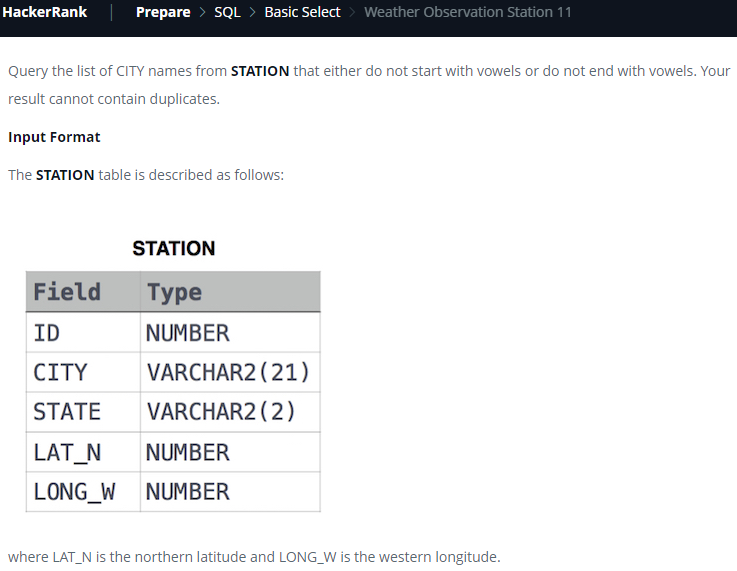 HackerRank | Prepare > SQL > Basic Select > Weather Observation Station 11
Query the list of CITY names from STATION that either do not start with vowels or do not end with vowels. Your
result cannot contain duplicates.
Input Format
The STATION table is described as follows:
STATION
Field Type
ID NUMBER
CITY VARCHAR2(21)
STATE VARCHAR2(2)
LAT_N NUMBER
LONG_W NUMBER
where LAT_N is the northern latitude and LONG_W is the western longitude.